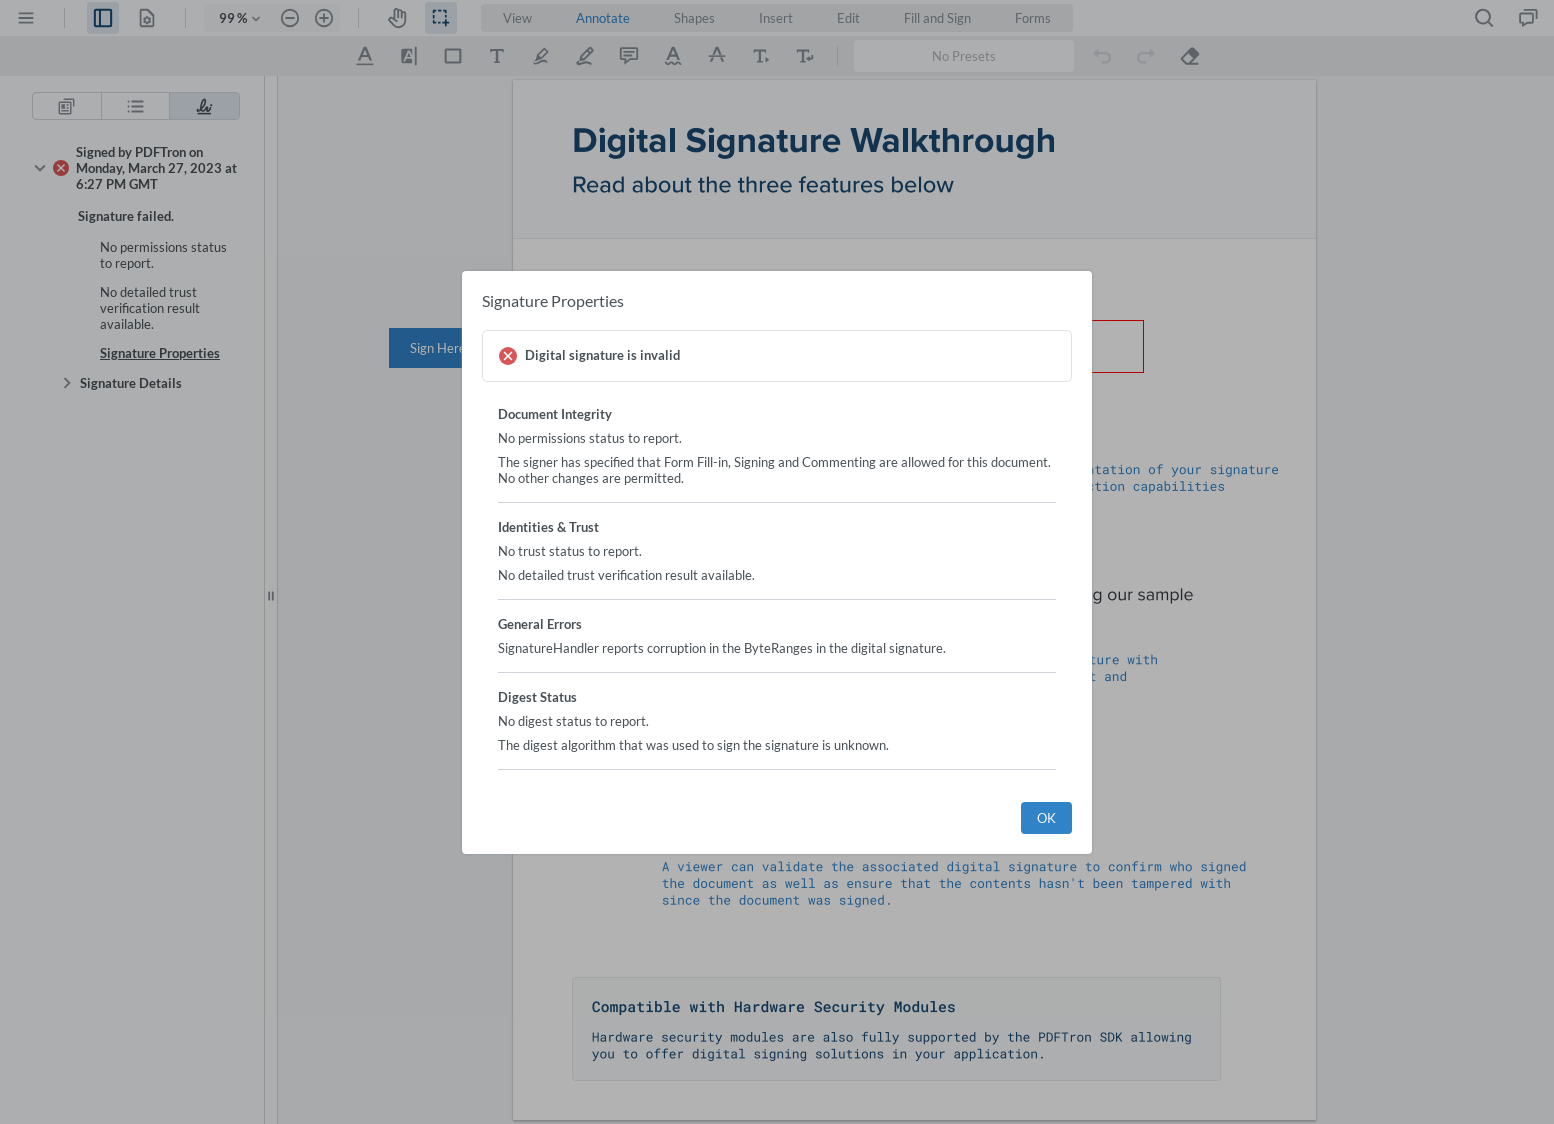 99%
View
Annotate
Shapes
Insert
Edit
Fill and Sign
Forms
No Presets
Signed by PDFTron on
Monday, March 27, 2023 at
6:27 PM GMT
Signature failed.
No permissions status
to report.
No detailed trust
verification result
available.
Signature Properties
Signature Details
Digital Signature Walkthrough
Read about the three features below
Sign Here
Signature Properties
Digital signature is invalid
Document Integrity
No permissions status to report.
The signer has specified that Form Fill-in, Signing and Commenting are allowed for this document.
No other changes are permitted.
Identities & Trust
No trust status to report.
No detailed trust verification result available.
General Errors
SignatureHandler reports corruption in the ByteRanges in the digital signature.
Digest Status
No digest status to report.
The digest algorithm that was used to sign the signature is unknown.
OK
of your signature
capabilities
our sample
with
and
A viewer can validate the associated digital signature to confirm who signed
the document as well as ensure that the contents hasn't been tampered with
since the document was signed.
Compatible with Hardware Security Modules
Hardware security modules are also fully supported by the PDFTron SDK allowing
you to offer digital signing solutions in your application.